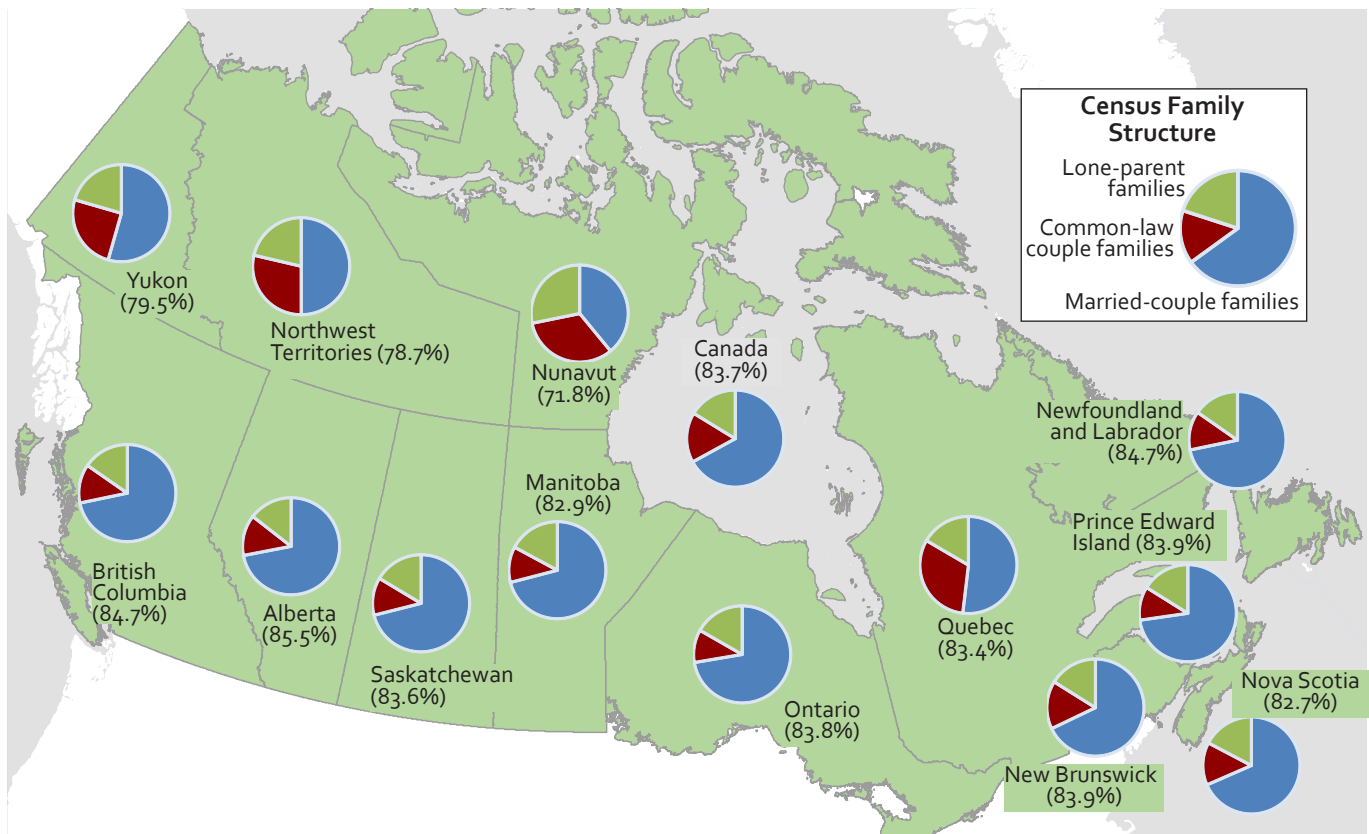 Census Family
Structure
Lone-parent
families
Common-law
couple families
Married-couple families
Yukon
(79.5%)
Northwest
Territories (78.7%)
Nunavut
(71.8%)
Canada
(83.7%)
Newfoundland
and Labrador
(84.7%)
British
Columbia
(84.7%)
Alberta
(85.5%)
Saskatchewan
(83.6%)
Manitoba
(82.9%)
Ontario
(83.8%)
Quebec
(83.4%)
Prince Edward
Island (83.9%)
New Brunswick
(83.9%)
Nova Scotia
(82.7%)